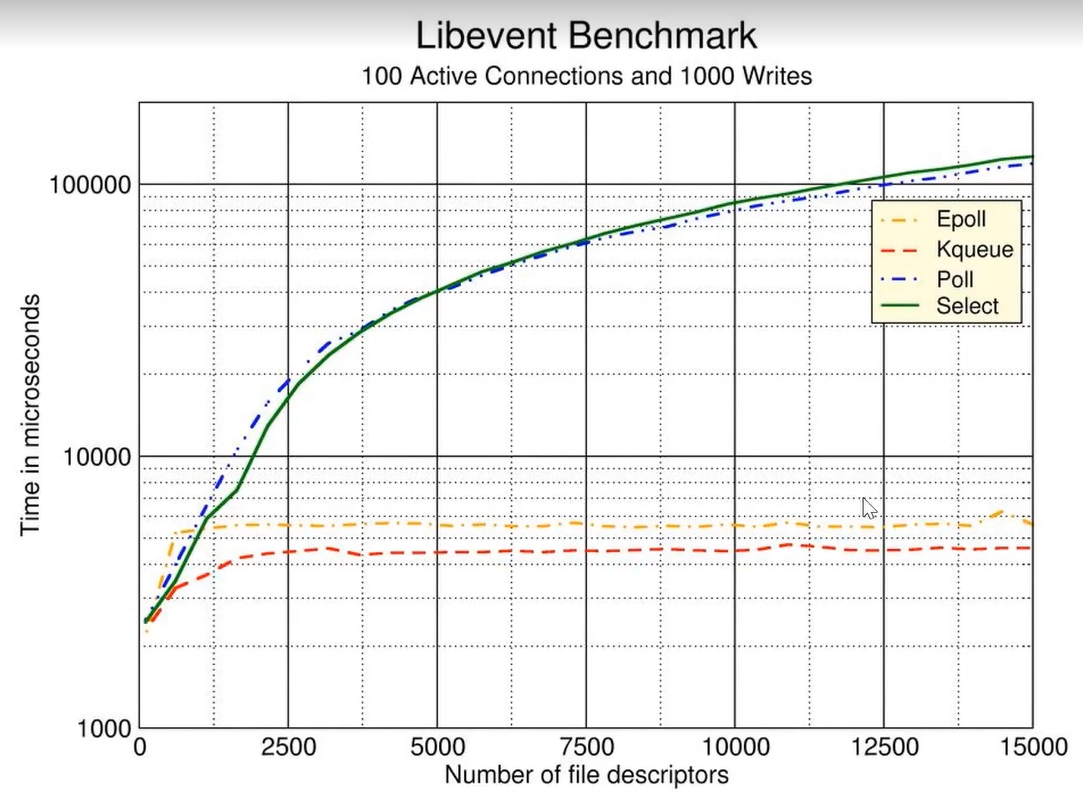 Libevent Benchmark
100 Active Connections and 1000 Writes
Time in microseconds
100000
10000
1000
Epoll
Kqueue
Poll
Select
0 2500 5000 7500 10000 12500 15000
Number of file descriptors